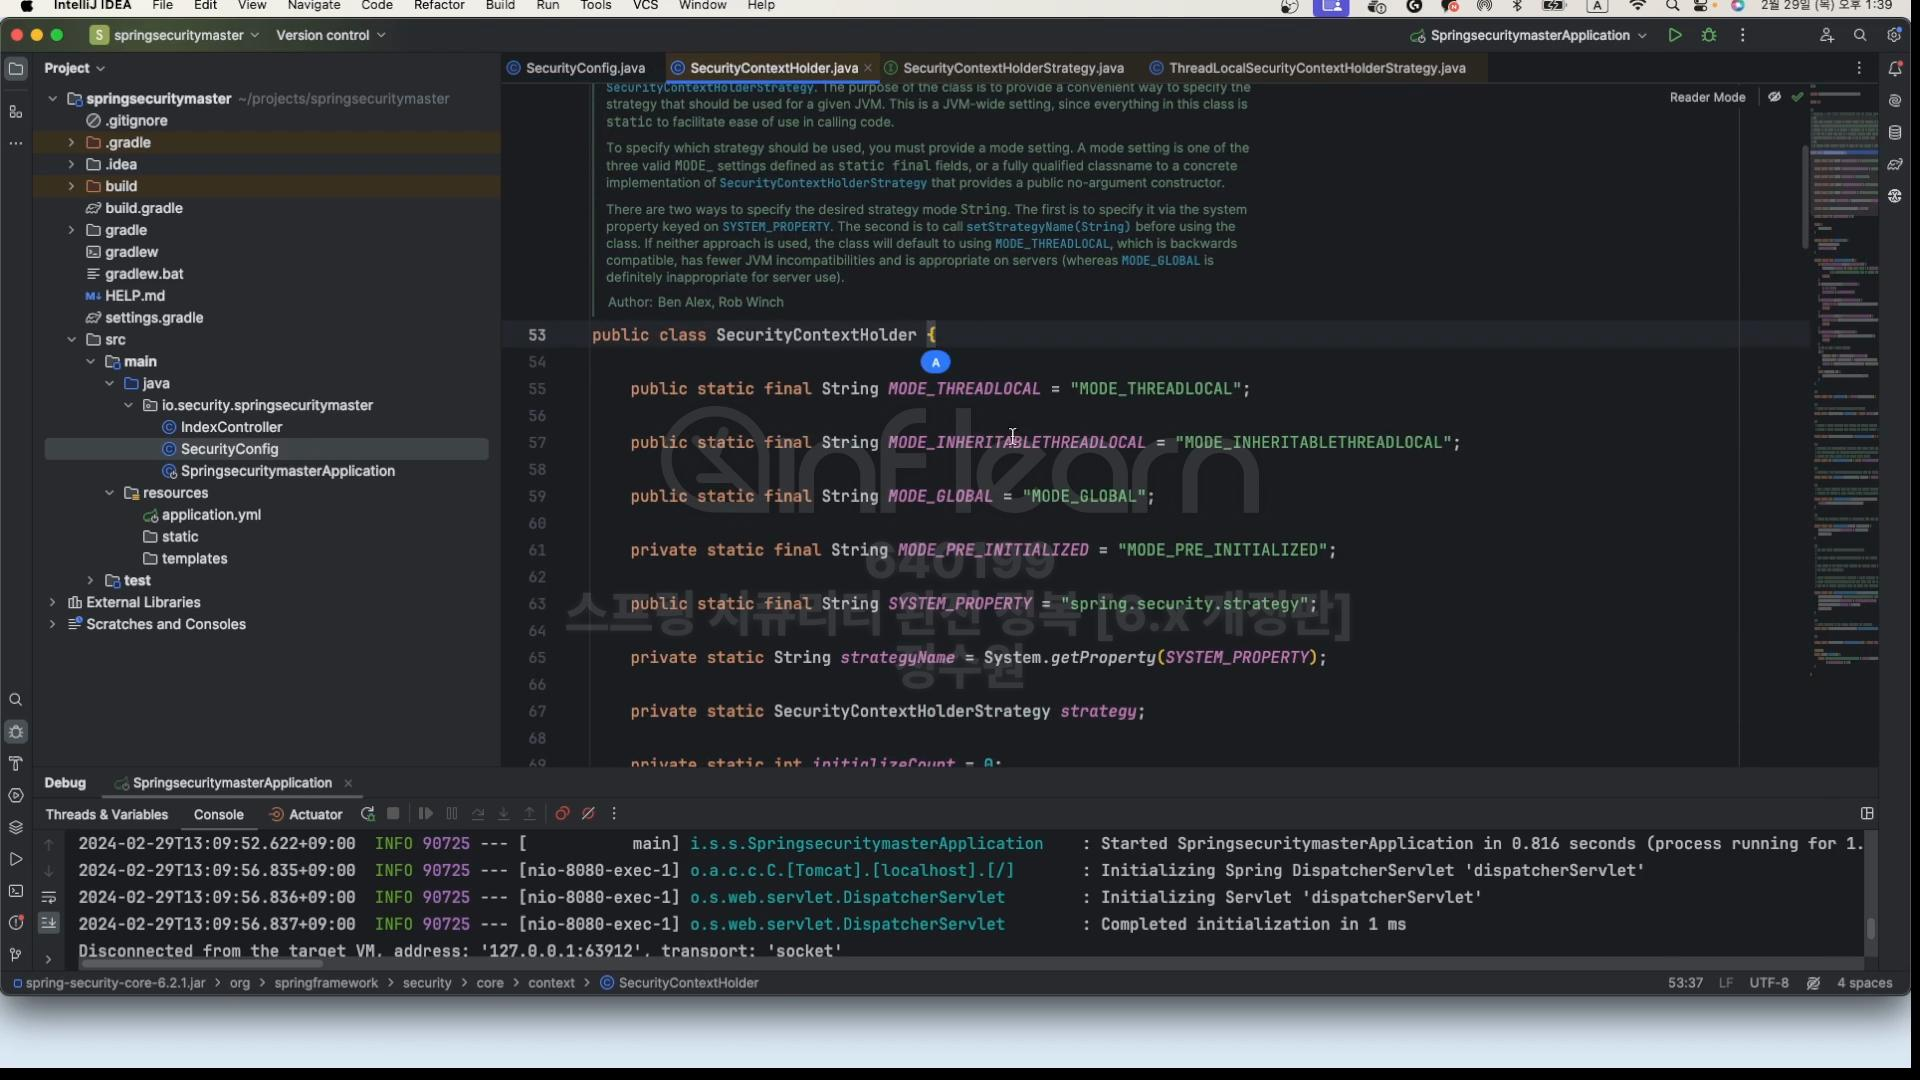 IntelliJ IDEA File Edit View Navigate Code Refactor Build Run Tools VCS Window Help A 2월 29일 (목) 오후 1:39
S springsecuritymaster Version control SpringsecuritymasterApplication
Project SecurityConfig.java SecurityContextHolder.java SecurityContextHolderStrategy.java ThreadLocalSecurityContextHolderStrategy.java
Reader Mode
springsecuritymaster ~/projects/springsecuritymaster
.gitignore
.gradle
.idea
build
build.gradle
gradle
gradlew
gradlew.bat
HELP.md
settings.gradle
src
main
java
io.security.springsecuritymaster
IndexController
SecurityConfig
SpringsecuritymasterApplication
resources
application.yml
static
templates
test
External Libraries
Scratches and Consoles
SecurityContextHolderStrategy. The purpose of the class is to provide a convenient way to specify the
strategy that should be used for a given JVM. This is a JVM-wide setting, since everything in this class is
static to facilitate ease of use in calling code.
To specify which strategy should be used, you must provide a mode setting. A mode setting is one of the
three valid MODE_ settings defined as static final fields, or a fully qualified classname to a concrete
implementation of SecurityContextHolderStrategy that provides a public no-argument constructor.
There are two ways to specify the desired strategy mode String. The first is to specify it via the system
property keyed on SYSTEM_PROPERTY. The second is to call setStrategyName(String) before using the
class. If neither approach is used, the class will default to using MODE_THREADLOCAL, which is backwards
compatible, has fewer JVM incompatibilities and is appropriate on servers (whereas MODE_GLOBAL is
definitely inappropriate for server use).
Author: Ben Alex, Rob Winch
53 public class SecurityContextHolder {
54 A
55 public static final String MODE_THREADLOCAL = "MODE_THREADLOCAL";
56
57 public static final String MODE_INHERITABLETHREADLOCAL = "MODE_INHERITABLETHREADLOCAL";
58
59 public static final String MODE_GLOBAL = "MODE_GLOBAL";
60
61 private static final String MODE_PRE_INITIALIZED = "MODE_PRE_INITIALIZED";
62
63 public static final String SYSTEM_PROPERTY = "spring.security.strategy";
64
65 private static String strategyName = System.getProperty(SYSTEM_PROPERTY);
66
67 private static SecurityContextHolderStrategy strategy;
68
69 private static int initializeCount = 0;
inflearn
640199
스프링 시큐리티 완전 정복 [6.x 개정판]
정수원
Debug SpringsecuritymasterApplication
Threads & Variables Console Actuator
2024-02-29T13:09:52.622+09:00 INFO 90725 --- [ main] i.s.s.SpringsecuritymasterApplication : Started SpringsecuritymasterApplication in 0.816 seconds (process running for 1.
2024-02-29T13:09:56.835+09:00 INFO 90725 --- [nio-8080-exec-1] o.a.c.c.C.[Tomcat].[localhost].[/] : Initializing Spring DispatcherServlet 'dispatcherServlet'
2024-02-29T13:09:56.836+09:00 INFO 90725 --- [nio-8080-exec-1] o.s.web.servlet.DispatcherServlet : Initializing Servlet 'dispatcherServlet'
2024-02-29T13:09:56.837+09:00 INFO 90725 --- [nio-8080-exec-1] o.s.web.servlet.DispatcherServlet : Completed initialization in 1 ms
Disconnected from the target VM, address: '127.0.0.1:63912', transport: 'socket'
spring-security-core-6.2.1.jar > org > springframework > security > core > context > SecurityContextHolder 53:37 LF UTF-8 4 spaces